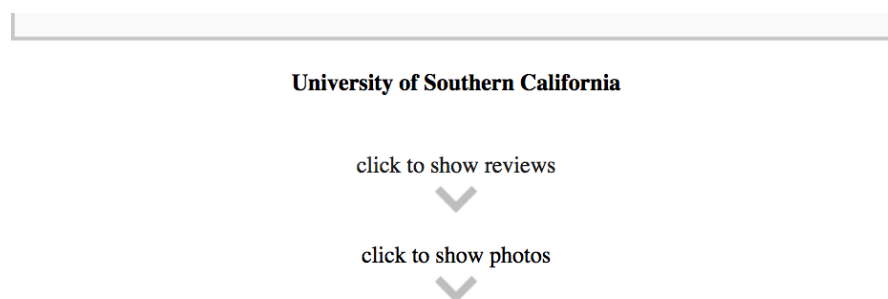 University of Southern California
click to show reviews
click to show photos